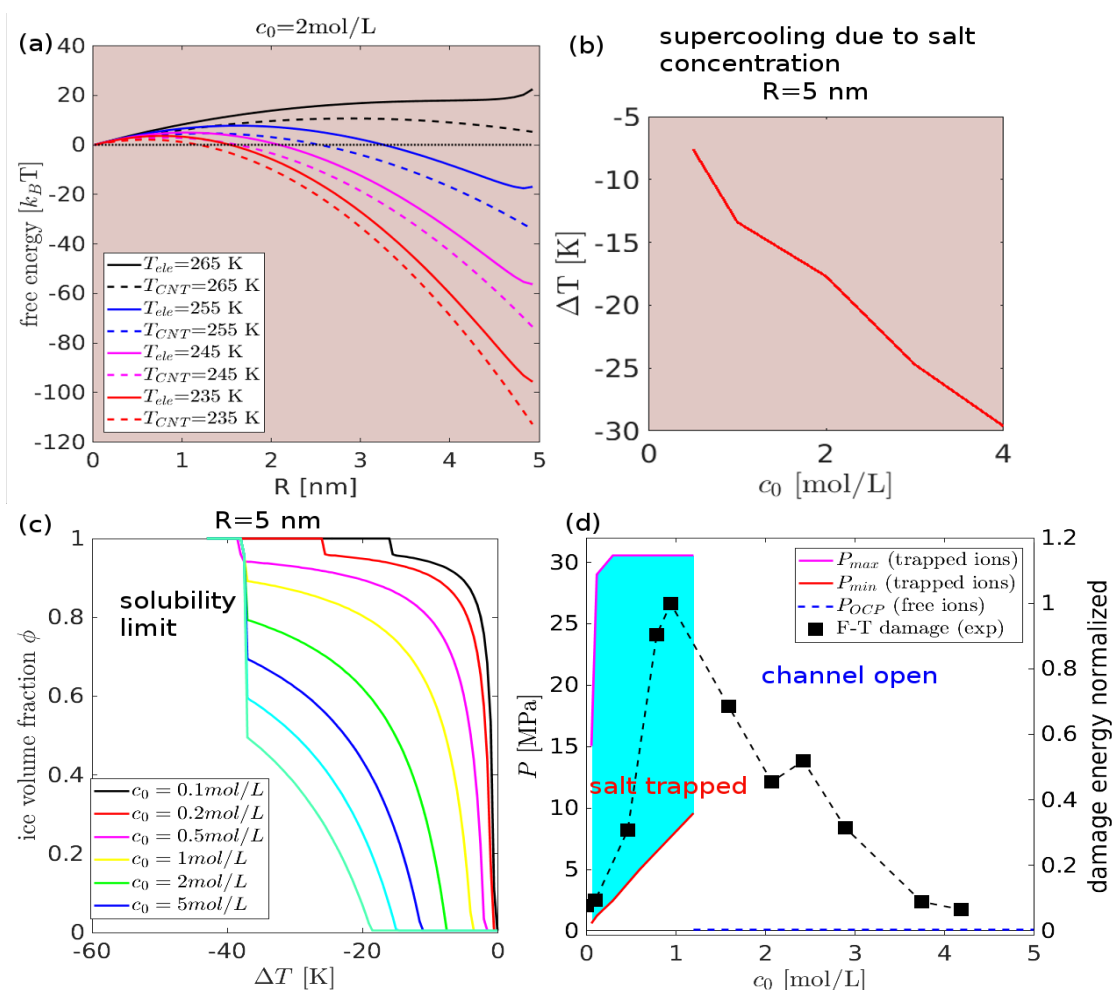 (a)
c₀=2mol/L
free energy [k_BT]
40
20
0
-20
-40
-60
-80
-100
-120
T_ele=265 K
T_CNT=265 K
T_ele=255 K
T_CNT=255 K
T_ele=245 K
T_CNT=245 K
T_ele=235 K
T_CNT=235 K
0
1
2
3
4
5
R [nm]
(b)
supercooling due to salt
concentration
R=5 nm
ΔT [K]
-5
-10
-15
-20
-25
-30
0
2
4
c₀ [mol/L]
(c)
R=5 nm
ice volume fraction ϕ
1
0.8
0.6
0.4
0.2
0
solubility
limit
c₀ = 0.1mol/L
c₀ = 0.2mol/L
c₀ = 0.5mol/L
c₀ = 1mol/L
c₀ = 2mol/L
c₀ = 5mol/L
-60
-40
-20
0
ΔT [K]
(d)
P [MPa]
30
25
20
15
10
5
0
P_max (trapped ions)
P_min (trapped ions)
P_OCP (free ions)
F-T damage (exp)
channel open
salt trapped
1.2
1
0.8
0.6
0.4
0.2
0
damage energy normalized
0
1
2
3
4
5
c₀ [mol/L]